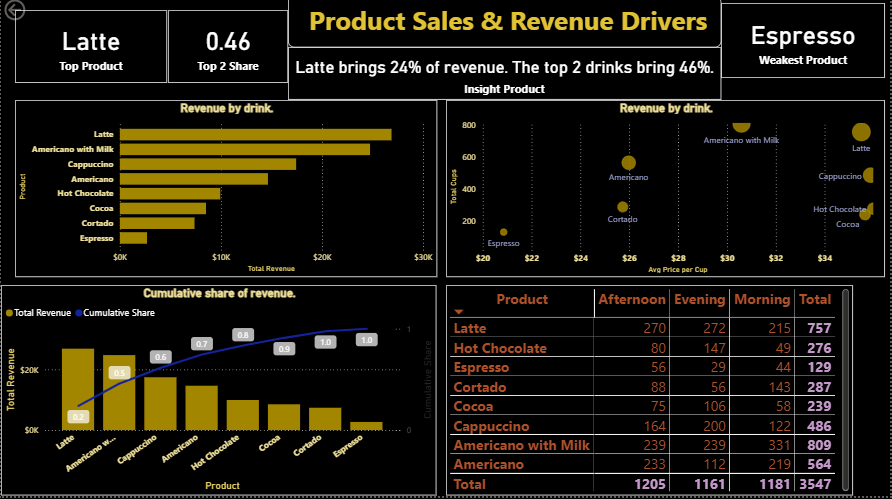 Latte
Top Product
0.46
Top 2 Share
Product Sales & Revenue Drivers
Latte brings 24% of revenue. The top 2 drinks bring 46%.
Insight Product
Espresso
Weakest Product
Revenue by drink.
Product
Latte
Americano with Milk
Cappuccino
Americano
Hot Chocolate
Cocoa
Cortado
Espresso
$0K $10K $20K $30K
Total Revenue
Revenue by drink.
Total Cups
800
600
400
200
Americano with Milk
Latte
Americano
Cappuccino
Cortado
Hot Chocolate
Cocoa
Espresso
$20 $22 $24 $26 $28 $30 $32 $34
Avg Price per Cup
Cumulative share of revenue.
Total Revenue Cumulative Share
Total Revenue
$20K
$0K
0.2 0.5 0.6 0.7 0.8 0.9 1.0 1.0
1
0
Cumulative Share
Latte Americano w... Cappuccino Americano Hot Chocolate Cocoa Cortado Espresso
Product
Product Afternoon Evening Morning Total
Latte 270 272 215 757
Hot Chocolate 80 147 49 276
Espresso 56 29 44 129
Cortado 88 56 143 287
Cocoa 75 106 58 239
Cappuccino 164 200 122 486
Americano with Milk 239 239 331 809
Americano 233 112 219 564
Total 1205 1161 1181 3547